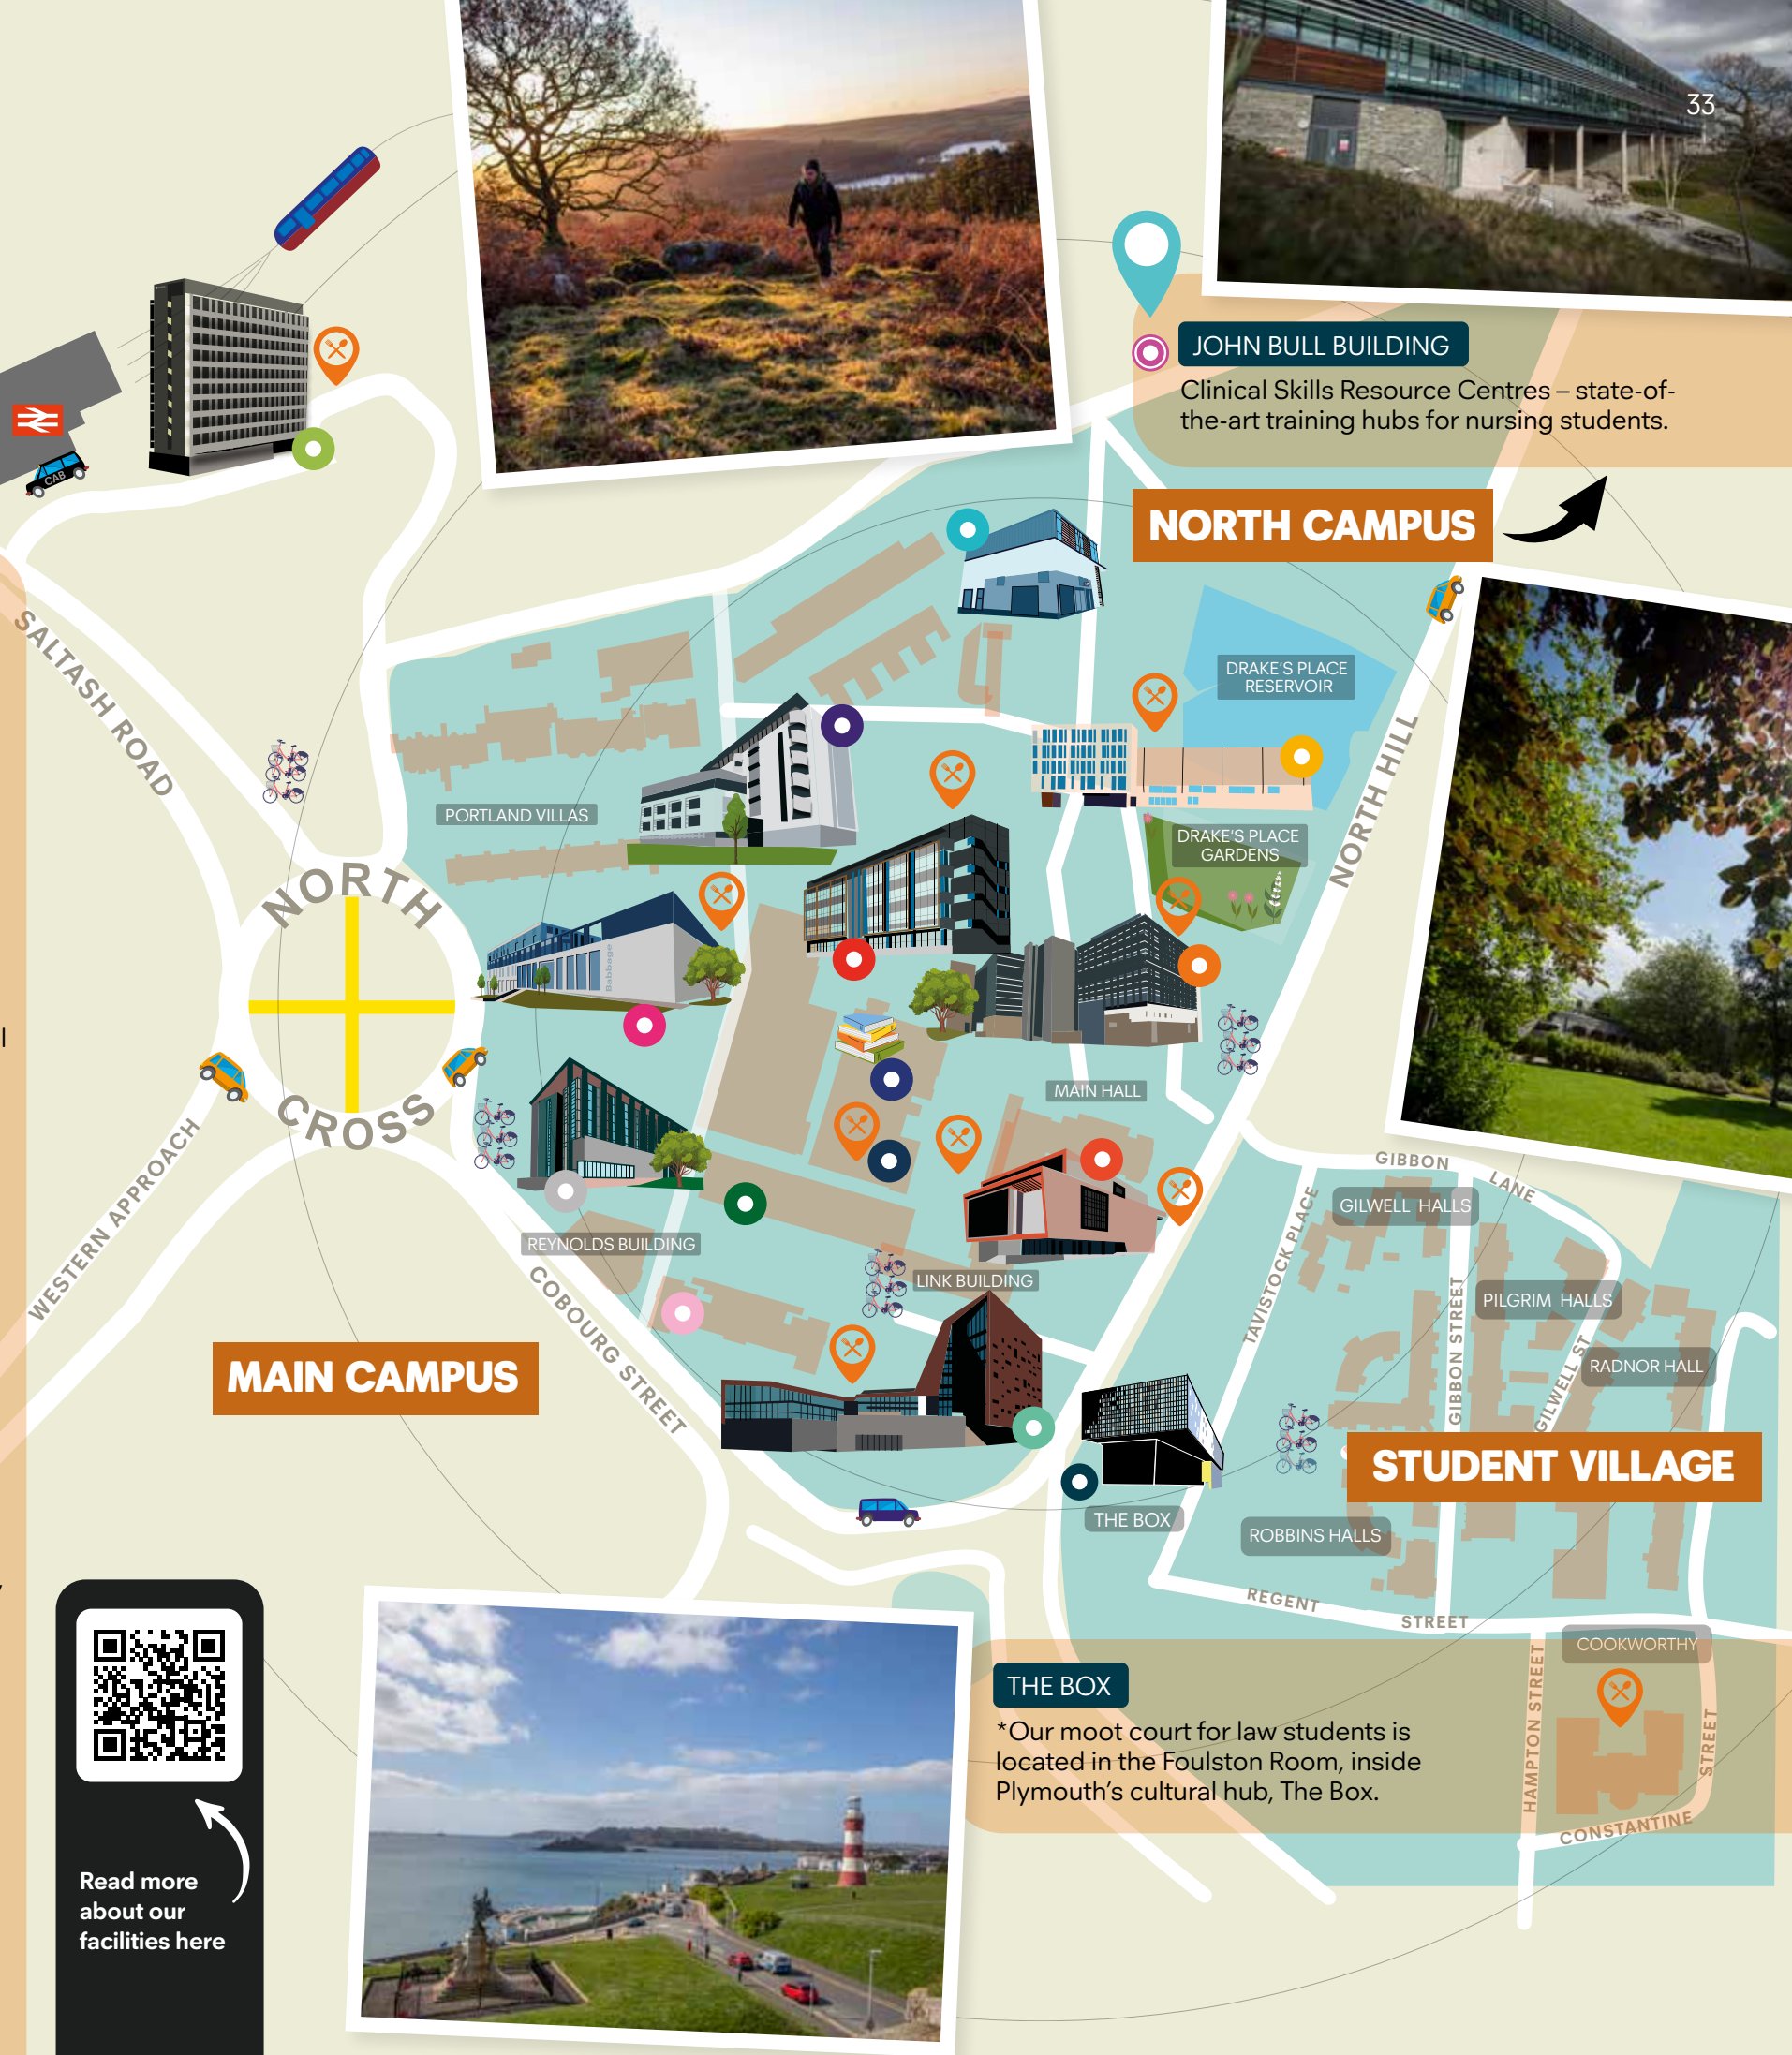 33
JOHN BULL BUILDING
Clinical Skills Resource Centres – state-of-
the-art training hubs for nursing students.
CAB
NORTH CAMPUS
SALTASH ROAD
DRAKE'S PLACE
RESERVOIR
NORTH HILL
PORTLAND VILLAS
DRAKE'S PLACE
GARDENS
NORTH
CROSS
Babbage
MAIN HALL
WESTERN APPROACH
GIBBON LANE
GILWELL HALLS
TAVISTOCK PLACE
REYNOLDS BUILDING
LINK BUILDING
COBOURG STREET
GIBBON STREET
PILGRIM HALLS
GILWELL ST
RADNOR HALL
MAIN CAMPUS
STUDENT VILLAGE
THE BOX
ROBBINS HALLS
REGENT STREET
COOKWORTHY
HAMPTON STREET
CONSTANTINE STREET
THE BOX
*Our moot court for law students is
located in the Foulston Room, inside
Plymouth's cultural hub, The Box.
Read more
about our
facilities here